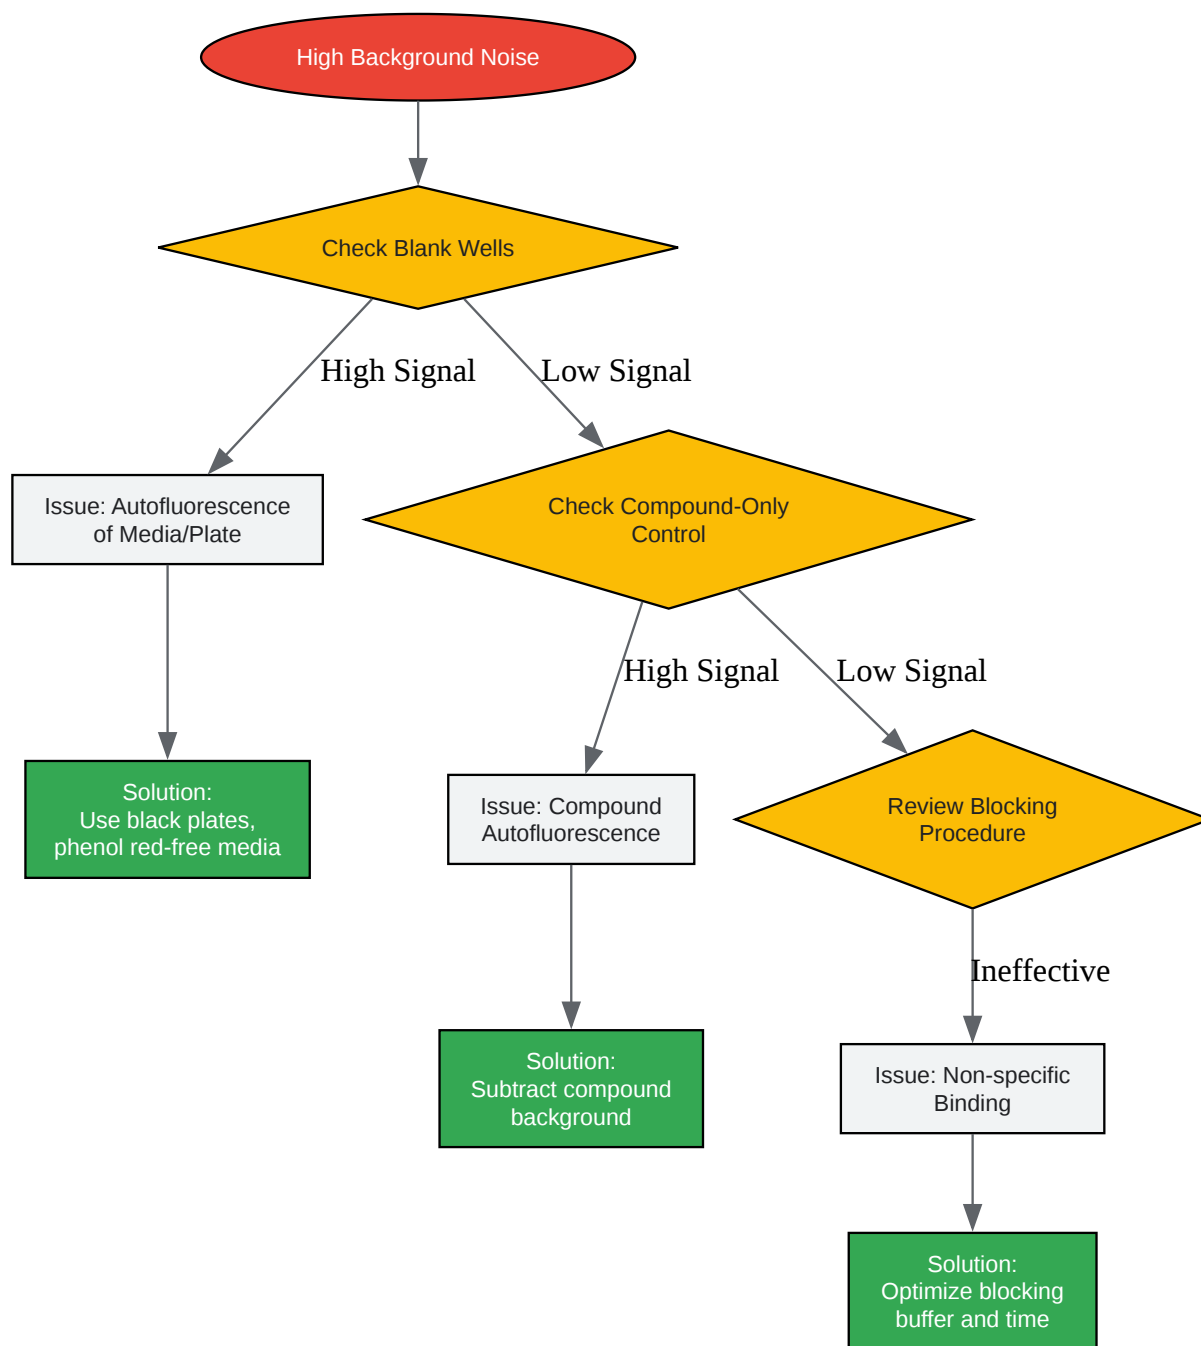 High Background Noise
Check Blank Wells
High Signal
Low Signal
Issue: Autofluorescence
of Media/Plate
Check Compound-Only
Control
Solution:
Use black plates,
phenol red-free media
High Signal
Low Signal
Issue: Compound
Autofluorescence
Review Blocking
Procedure
Solution:
Subtract compound
background
Ineffective
Issue: Non-specific
Binding
Solution:
Optimize blocking
buffer and time